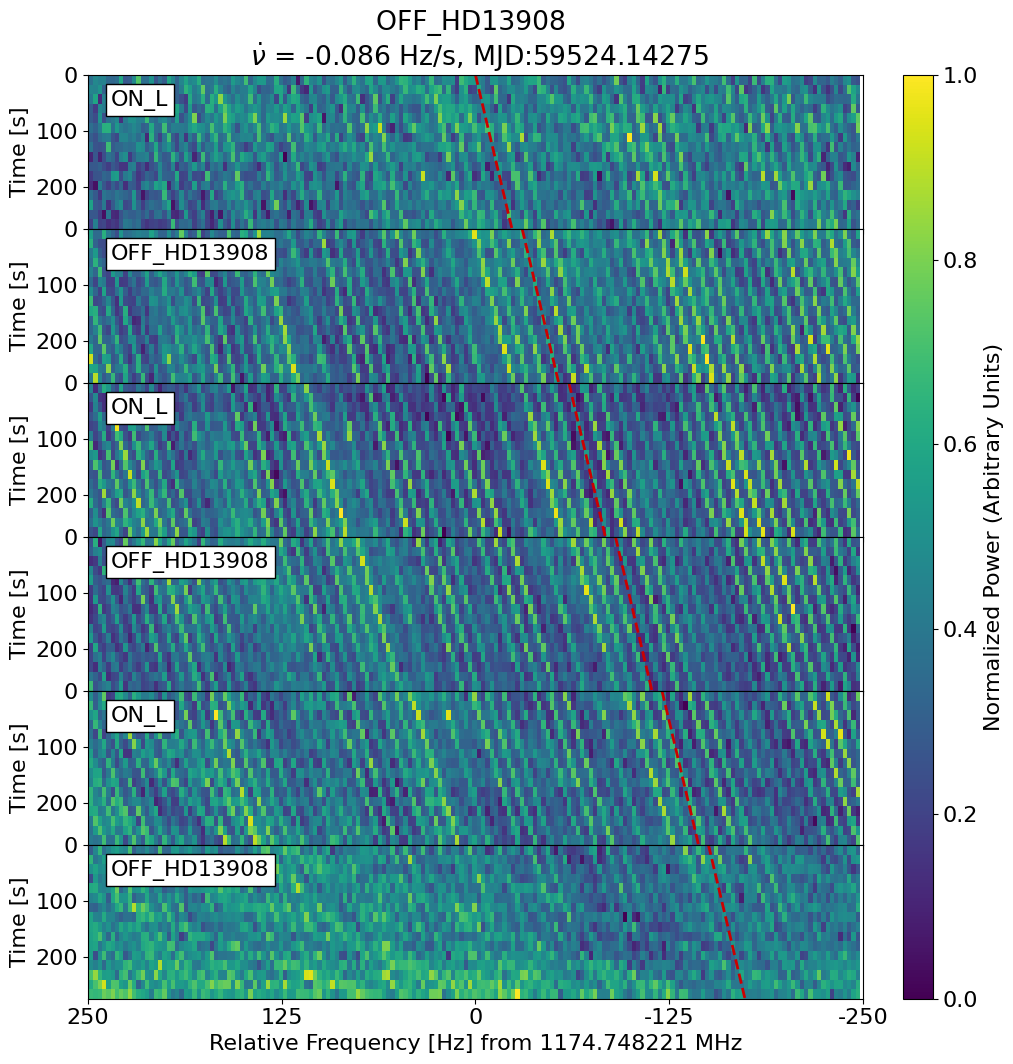 OFF_HD13908
ν̇ = -0.086 Hz/s, MJD:59524.14275
0
100
200
Time [s]
ON_L
0
100
200
Time [s]
OFF_HD13908
0
100
200
Time [s]
ON_L
0
100
200
Time [s]
OFF_HD13908
0
100
200
Time [s]
ON_L
0
100
200
Time [s]
OFF_HD13908
250
125
0
-125
-250
Relative Frequency [Hz] from 1174.748221 MHz
1.0
0.8
0.6
0.4
0.2
0.0
Normalized Power (Arbitrary Units)